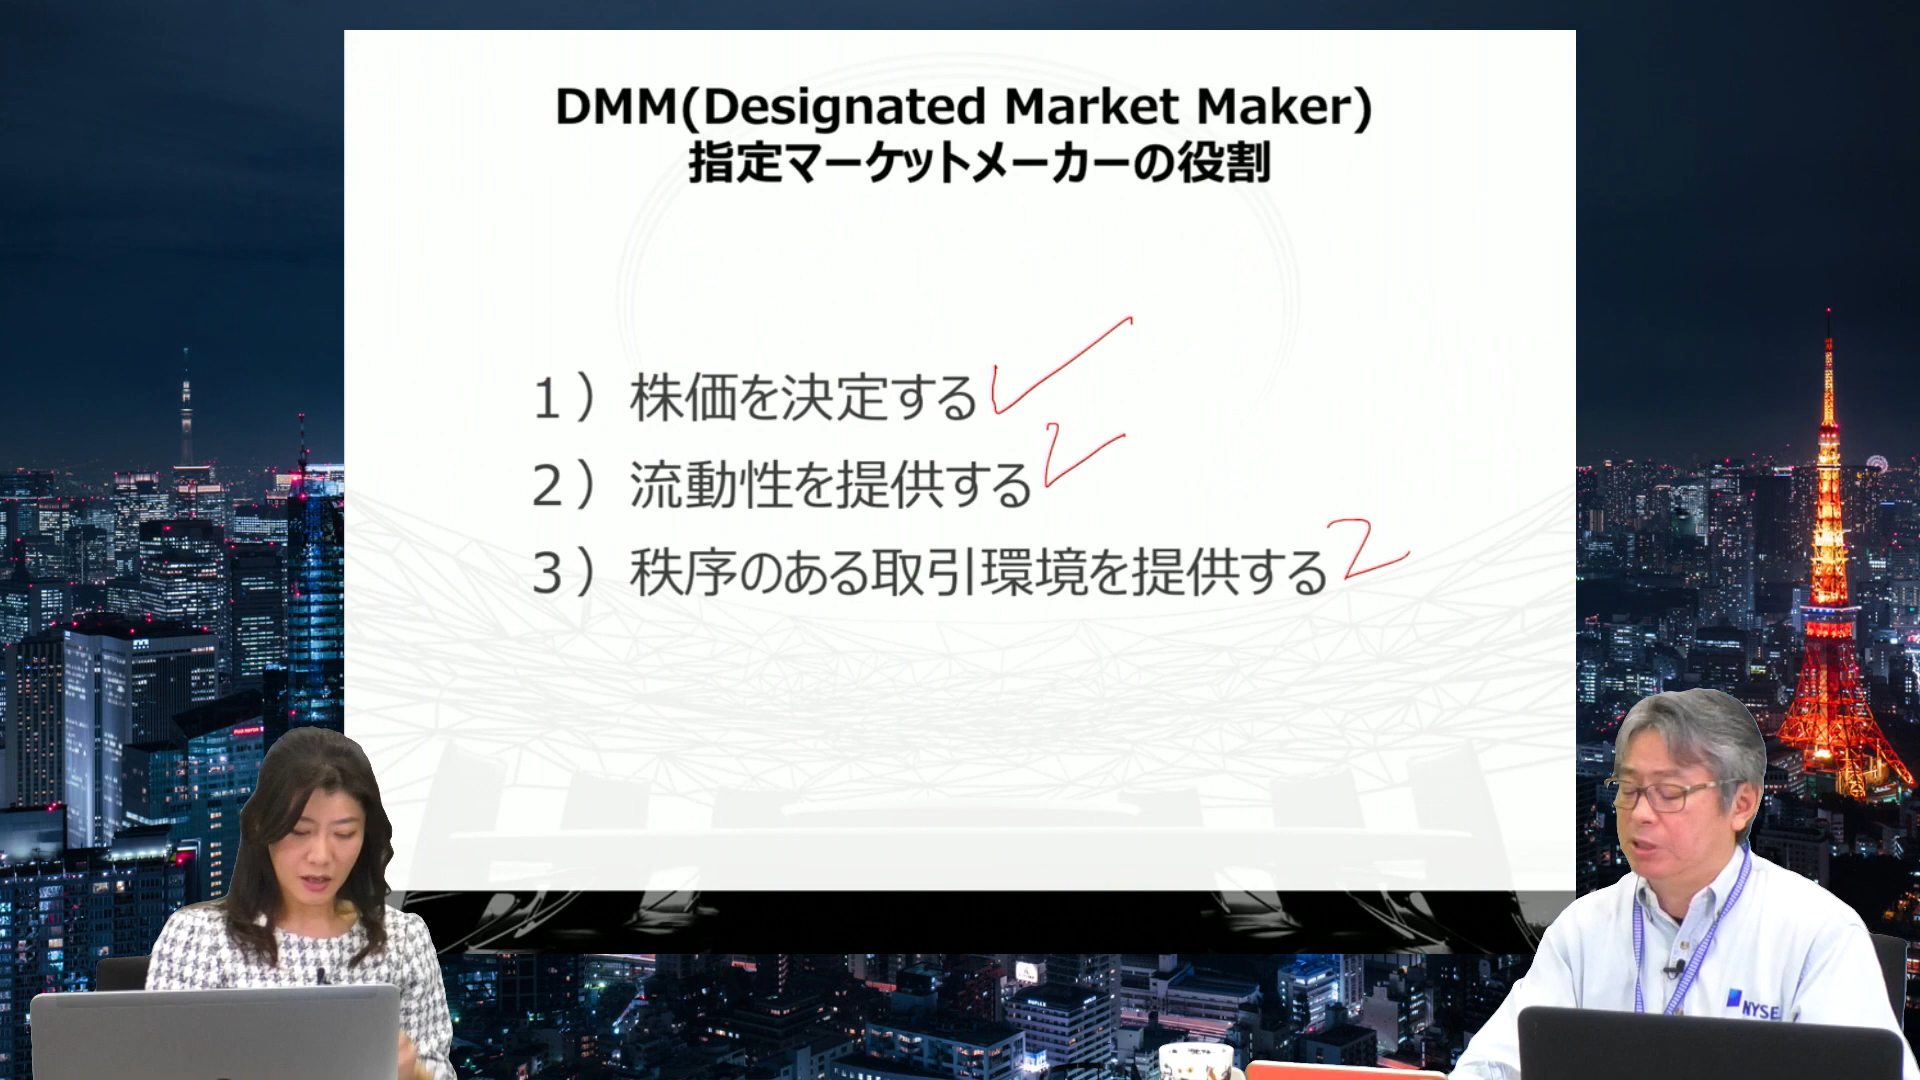 DMM(Designated Market Maker)
指定マーケットメーカーの役割
１）株価を決定する
２）流動性を提供する
３）秩序のある取引環境を提供する
NYSE